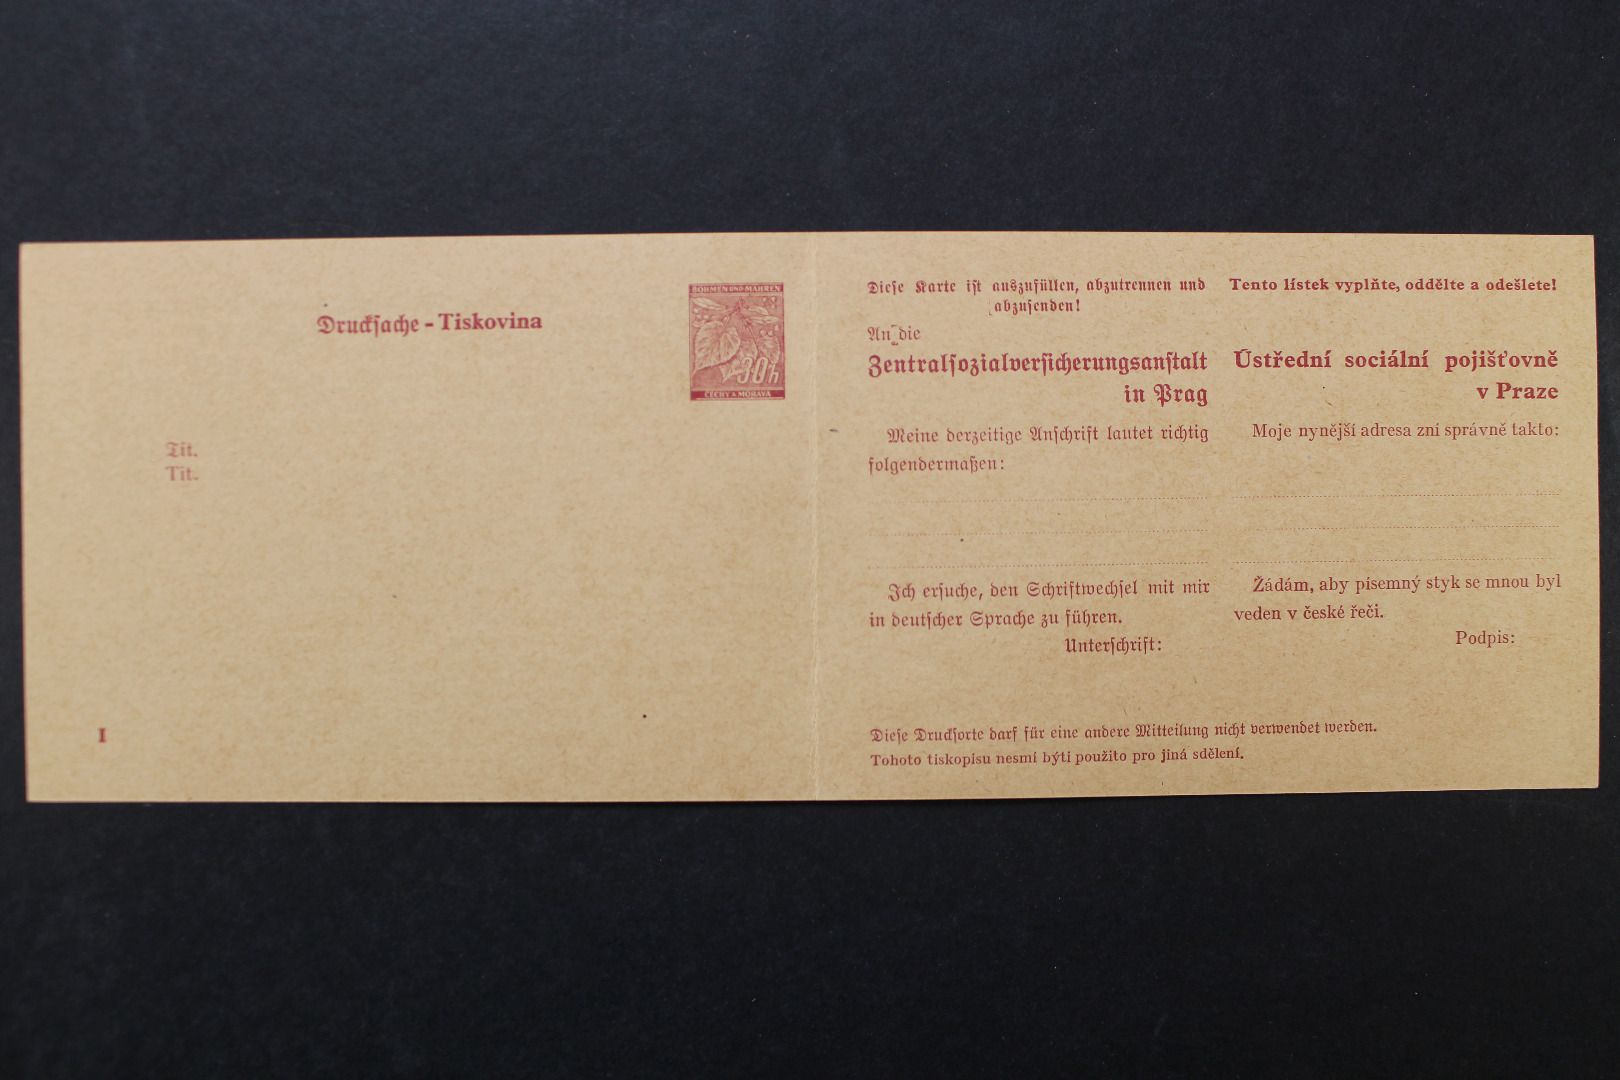 Drucksache - Tiskovina
BÖHMEN UND MÄHREN
30h
ČECHY A MORAVA
Tit.
Tit.
I
Diese Karte ist auszufüllen, abzutrennen und
abzusenden!
An die
Zentralsozialversicherungsanstalt
in Prag
Meine derzeitige Anschrift lautet richtig
folgendermaßen:
Ich ersuche, den Schriftwechsel mit mir
in deutscher Sprache zu führen.
Unterschrift:
Tento lístek vyplňte, oddělte a odešlete!
Ústřední sociální pojišťovně
v Praze
Moje nynější adresa zní správně takto:
Žádám, aby písemný styk se mnou byl
veden v české řeči.
Podpis:
Diese Drucksorte darf für eine andere Mitteilung nicht verwendet werden.
Tohoto tiskopisu nesmí býti použito pro jiná sdělení.